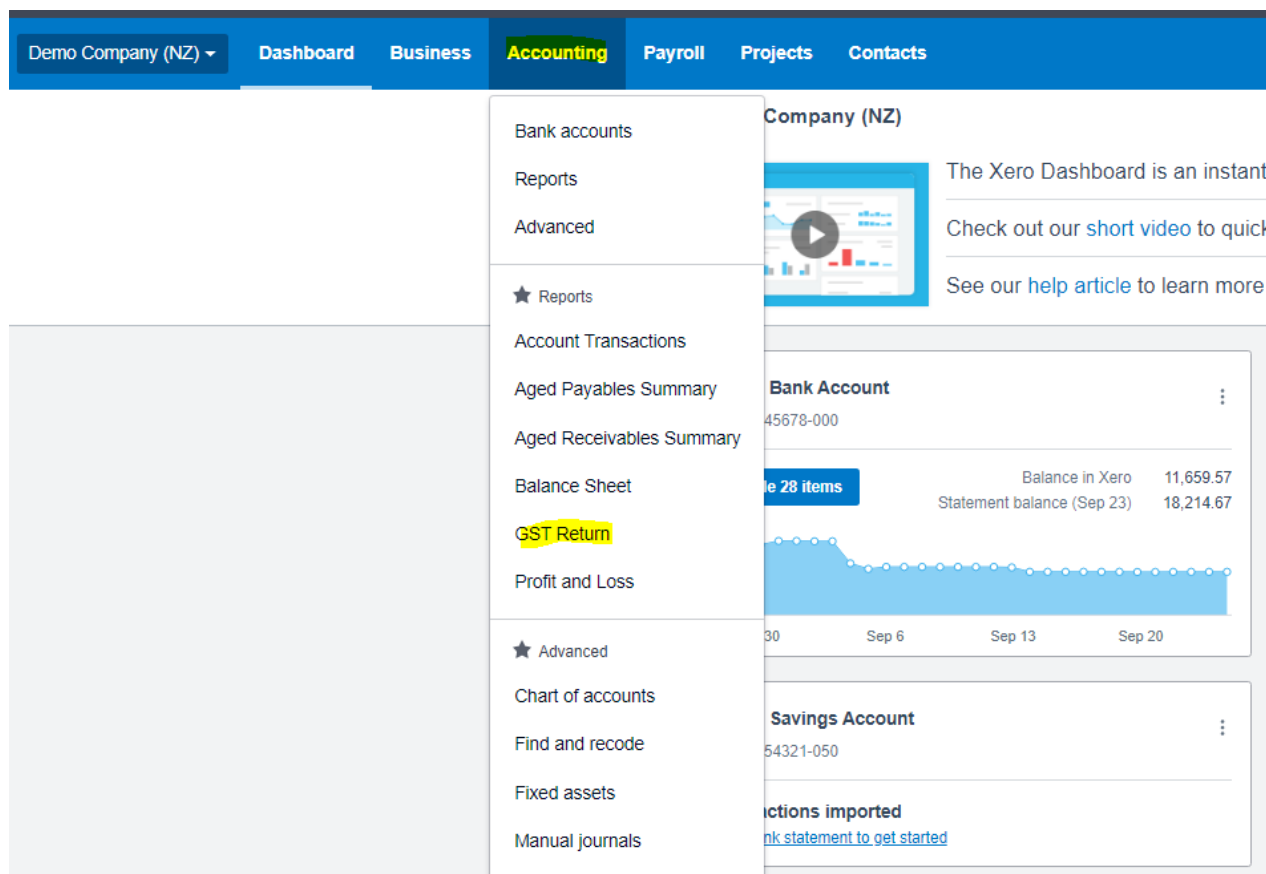 Demo Company (NZ) Dashboard Business Accounting Payroll Projects Contacts
Bank accounts
Reports
Advanced
Reports
Account Transactions
Aged Payables Summary
Aged Receivables Summary
Balance Sheet
GST Return
Profit and Loss
Advanced
Chart of accounts
Find and recode
Fixed assets
Manual journals
Company (NZ)
The Xero Dashboard is an instant
Check out our short video to quick
See our help article to learn more
Bank Account
45678-000
le 28 items
Balance in Xero 11,659.57
Statement balance (Sep 23) 18,214.67
30 Sep 6 Sep 13 Sep 20
Savings Account
54321-050
actions imported
nk statement to get started